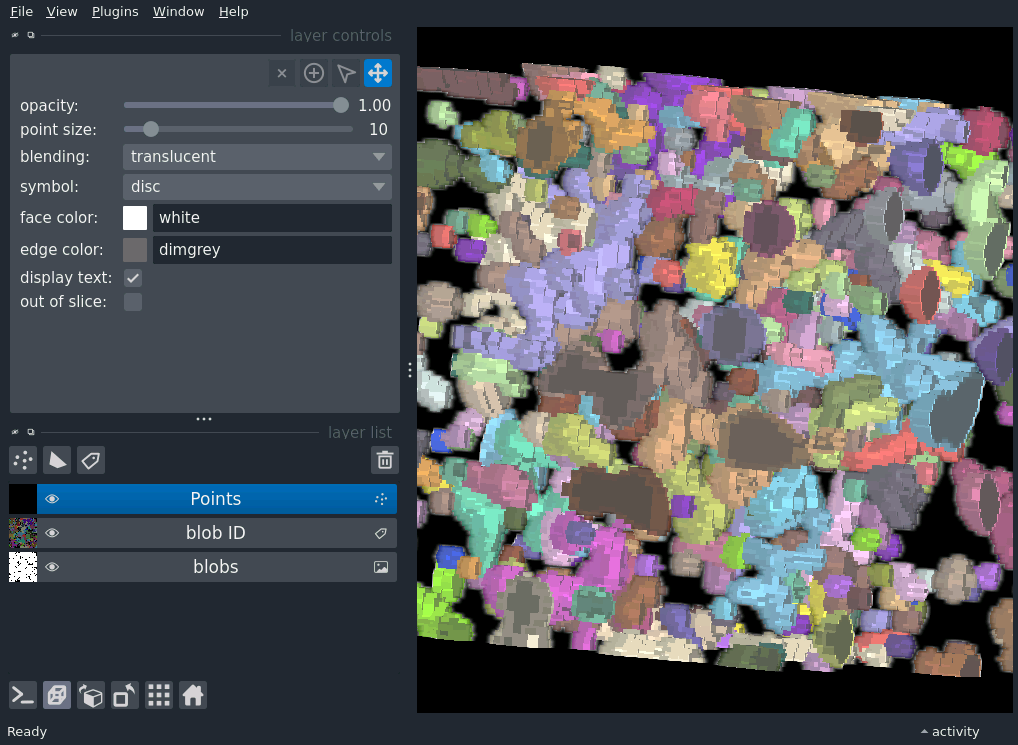 File View Plugins Window Help
layer controls
opacity: 1.00
point size: 10
blending: translucent
symbol: disc
face color: white
edge color: dimgrey
display text:
out of slice:
layer list
Points
blob ID
blobs
Ready activity